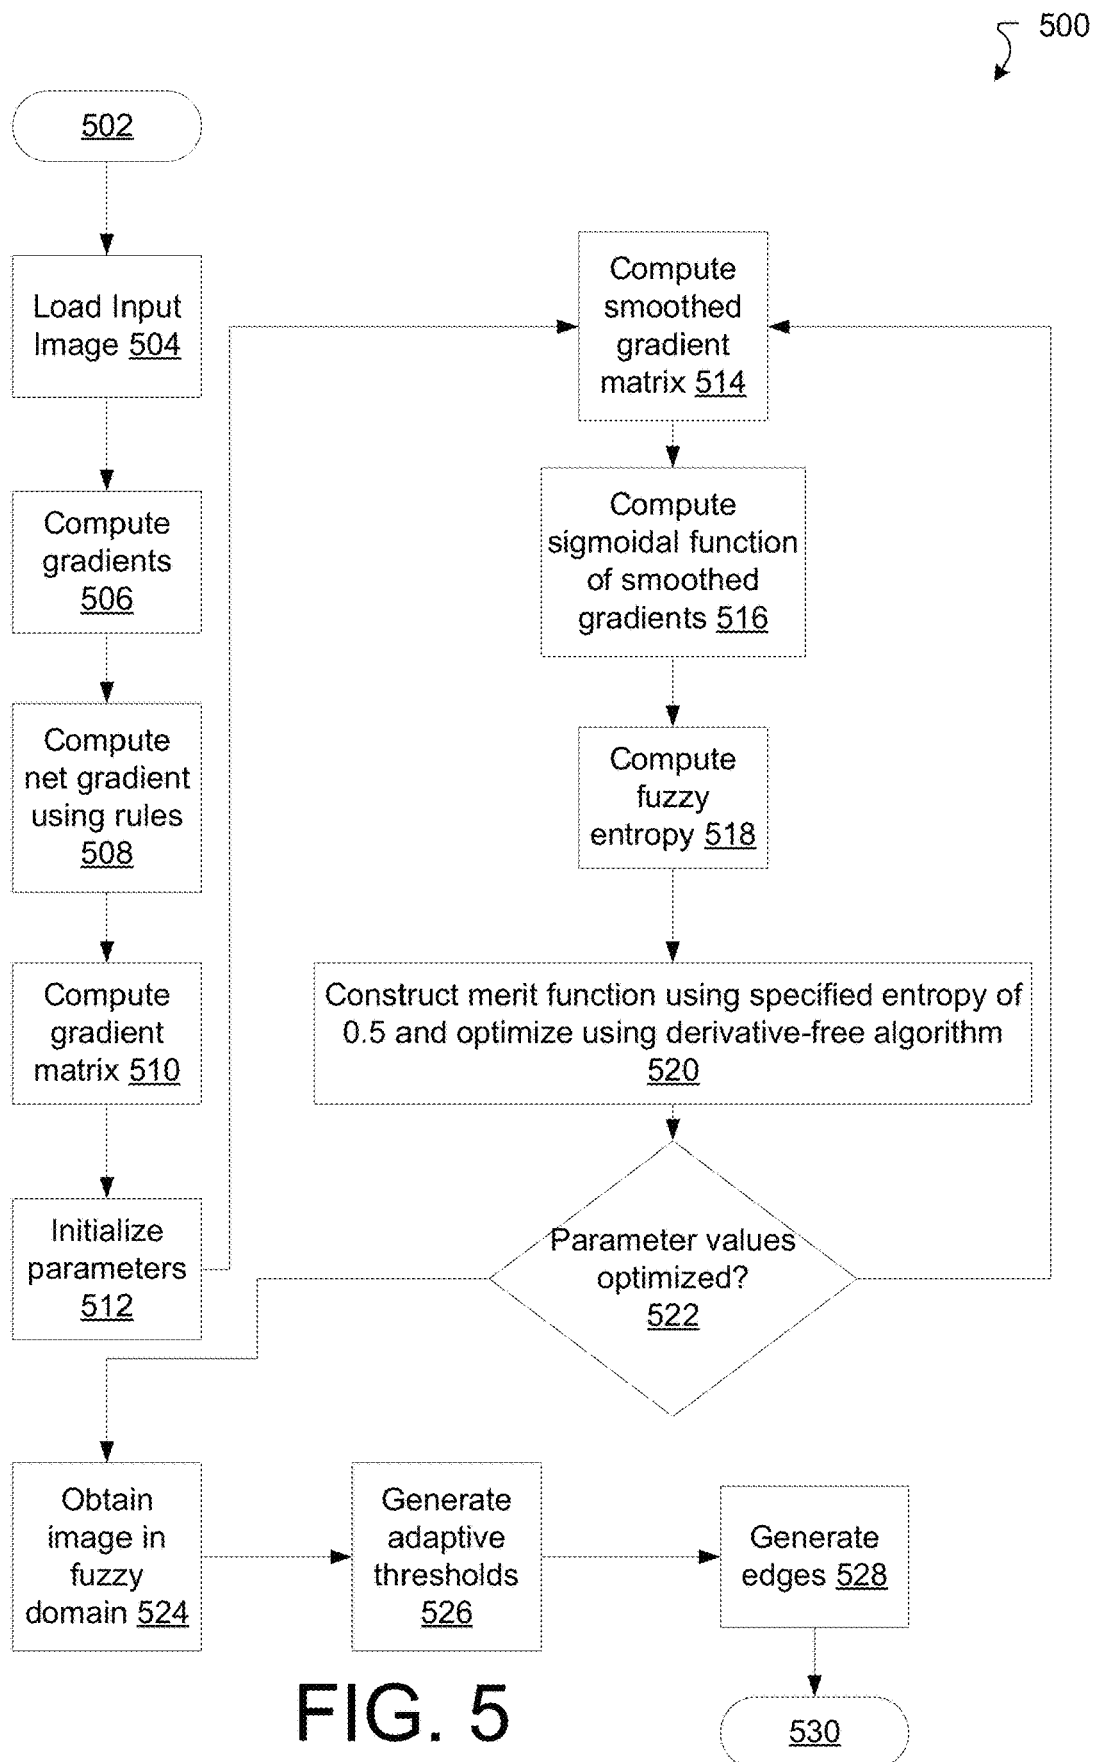 500
502
Load Input
Image 504
Compute
gradients
506
Compute
net gradient
using rules
508
Compute
gradient
matrix 510
Initialize
parameters
512
Compute
smoothed
gradient
matrix 514
Compute
sigmoidal function
of smoothed
gradients 516
Compute
fuzzy
entropy 518
Construct merit function using specified entropy of
0.5 and optimize using derivative-free algorithm
520
Parameter values
optimized?
522
Obtain
image in
fuzzy
domain 524
Generate
adaptive
thresholds
526
Generate
edges 528
530
FIG. 5